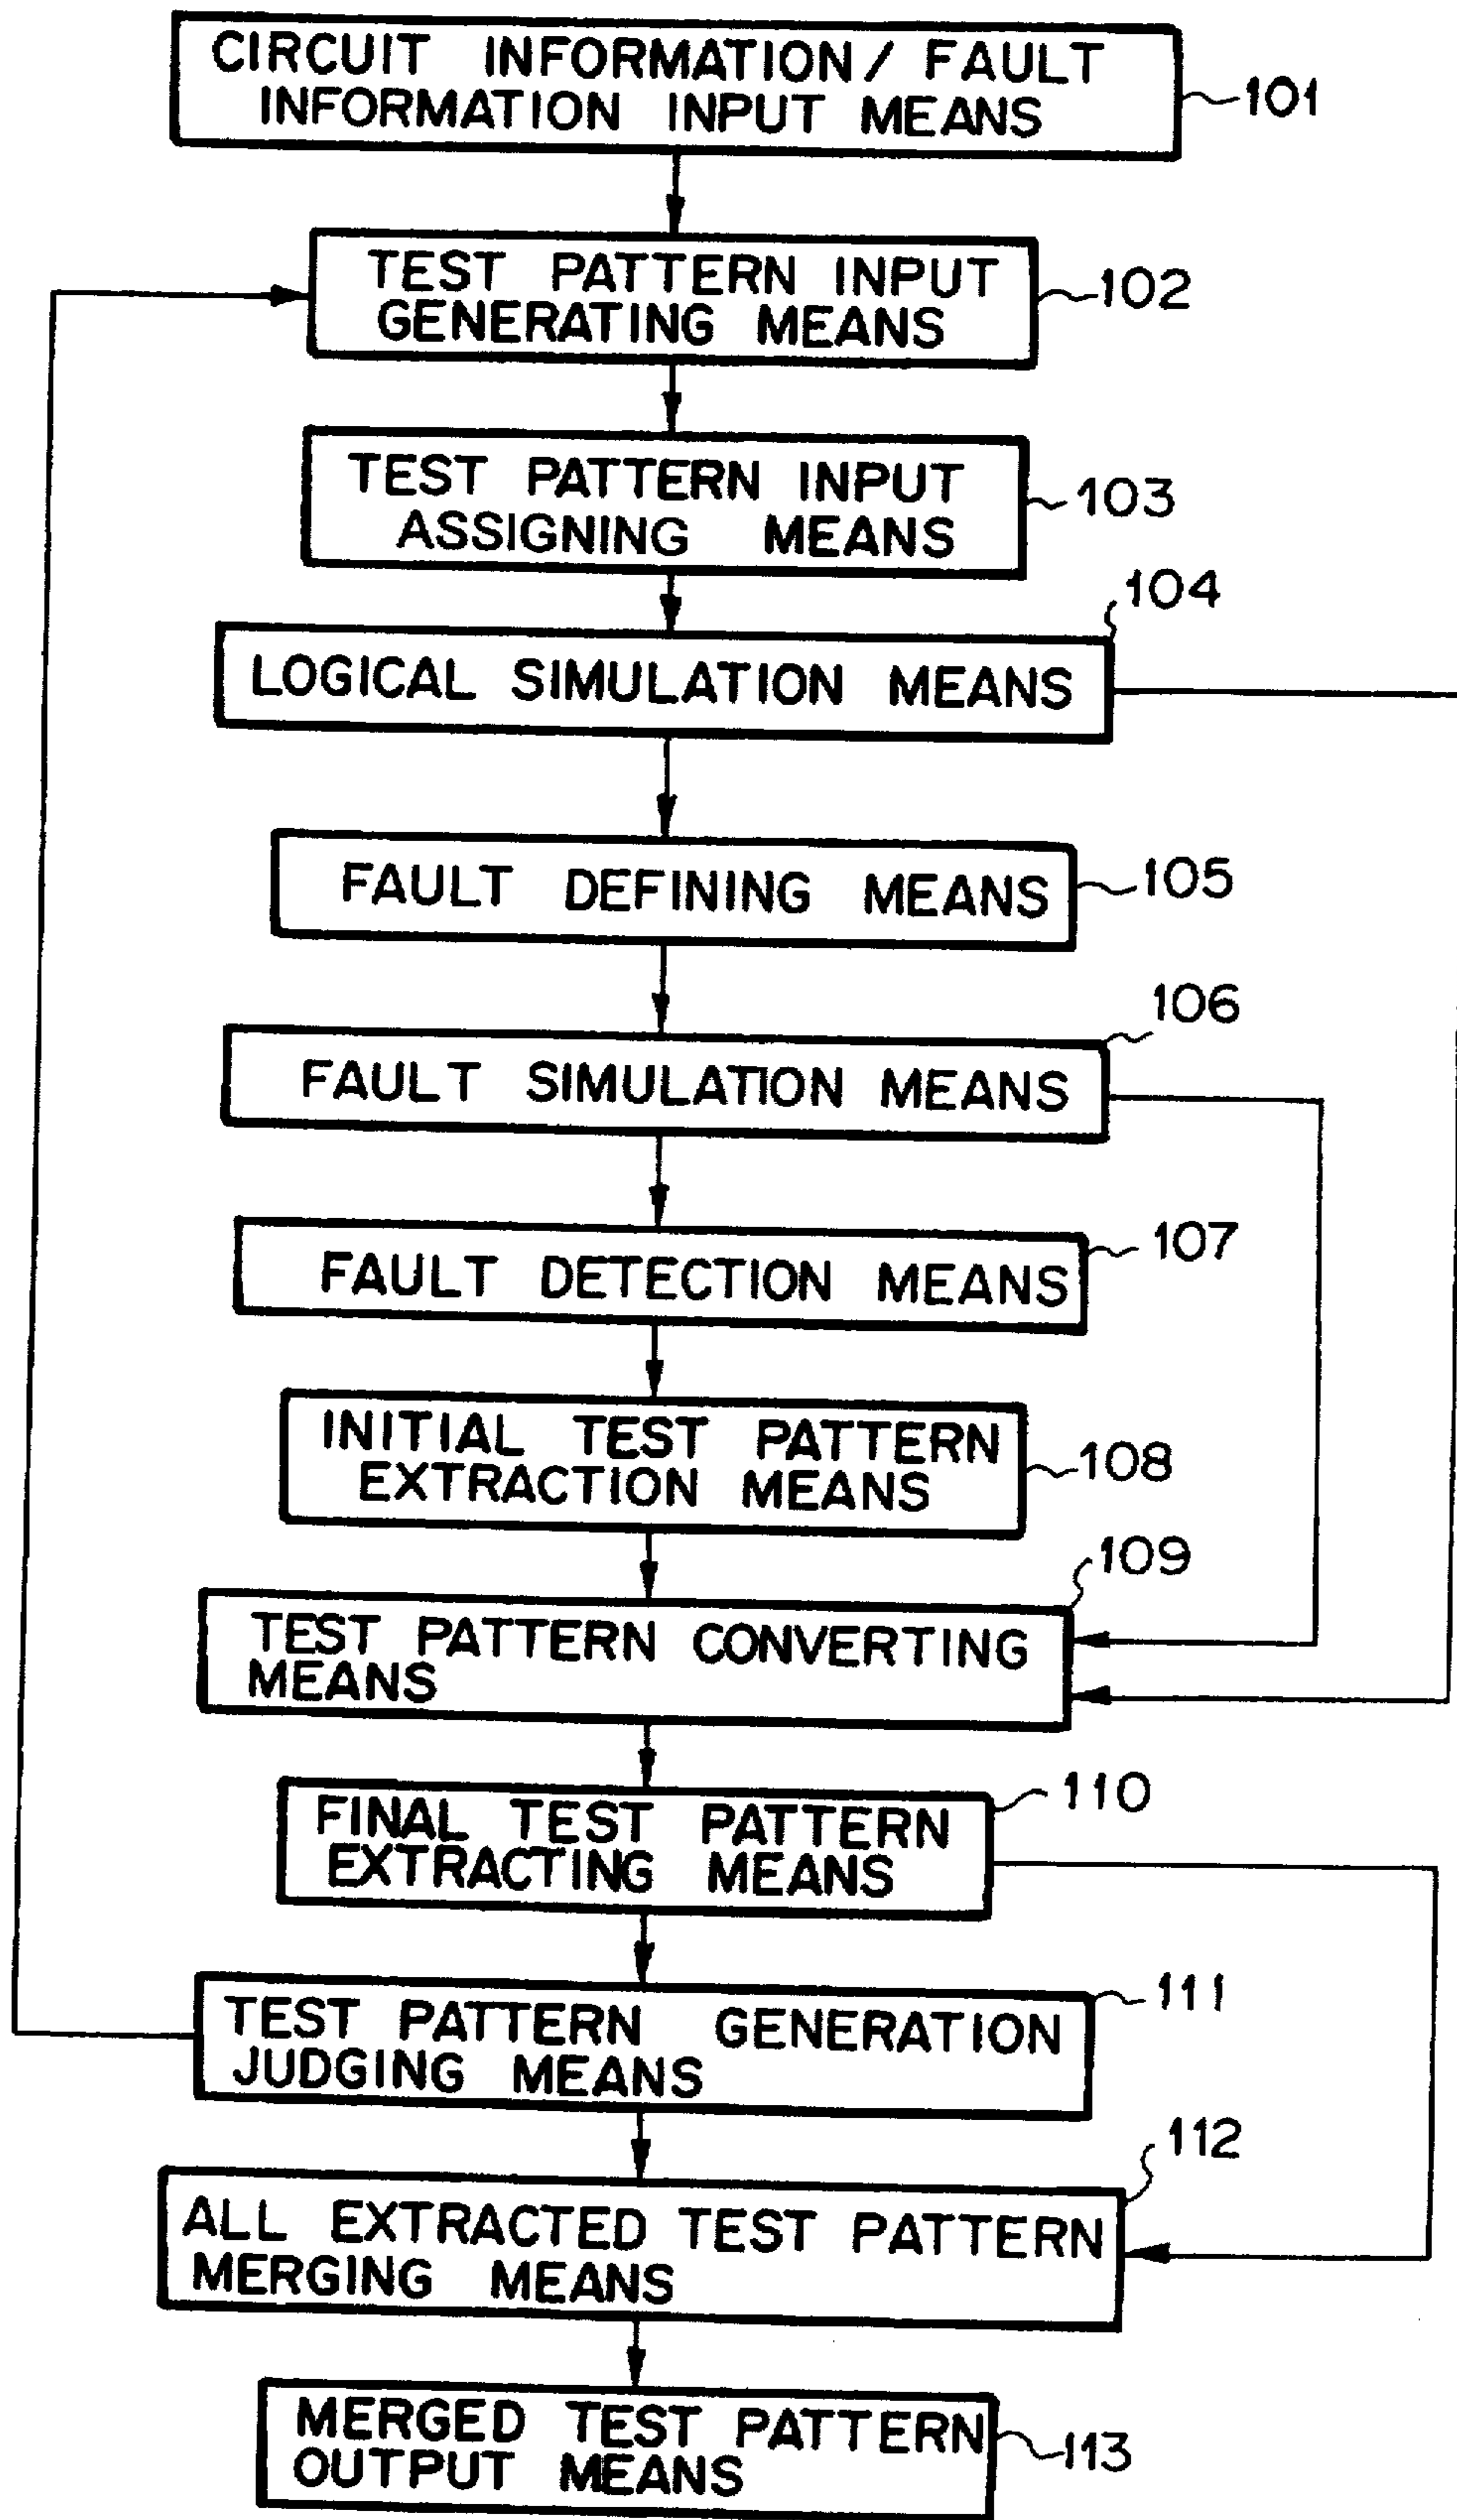 CIRCUIT INFORMATION/ FAULT
INFORMATION INPUT MEANS
101
TEST PATTERN INPUT
GENERATING MEANS
102
TEST PATTERN INPUT
ASSIGNING MEANS
103
104
LOGICAL SIMULATION MEANS
FAULT DEFINING MEANS
105
106
FAULT SIMULATION MEANS
107
FAULT DETECTION MEANS
INITIAL TEST PATTERN
EXTRACTION MEANS
108
109
TEST PATTERN CONVERTING
MEANS
110
FINAL TEST PATTERN
EXTRACTING MEANS
111
TEST PATTERN GENERATION
JUDGING MEANS
112
ALL EXTRACTED TEST PATTERN
MERGING MEANS
MERGED TEST PATTERN
OUTPUT MEANS
113